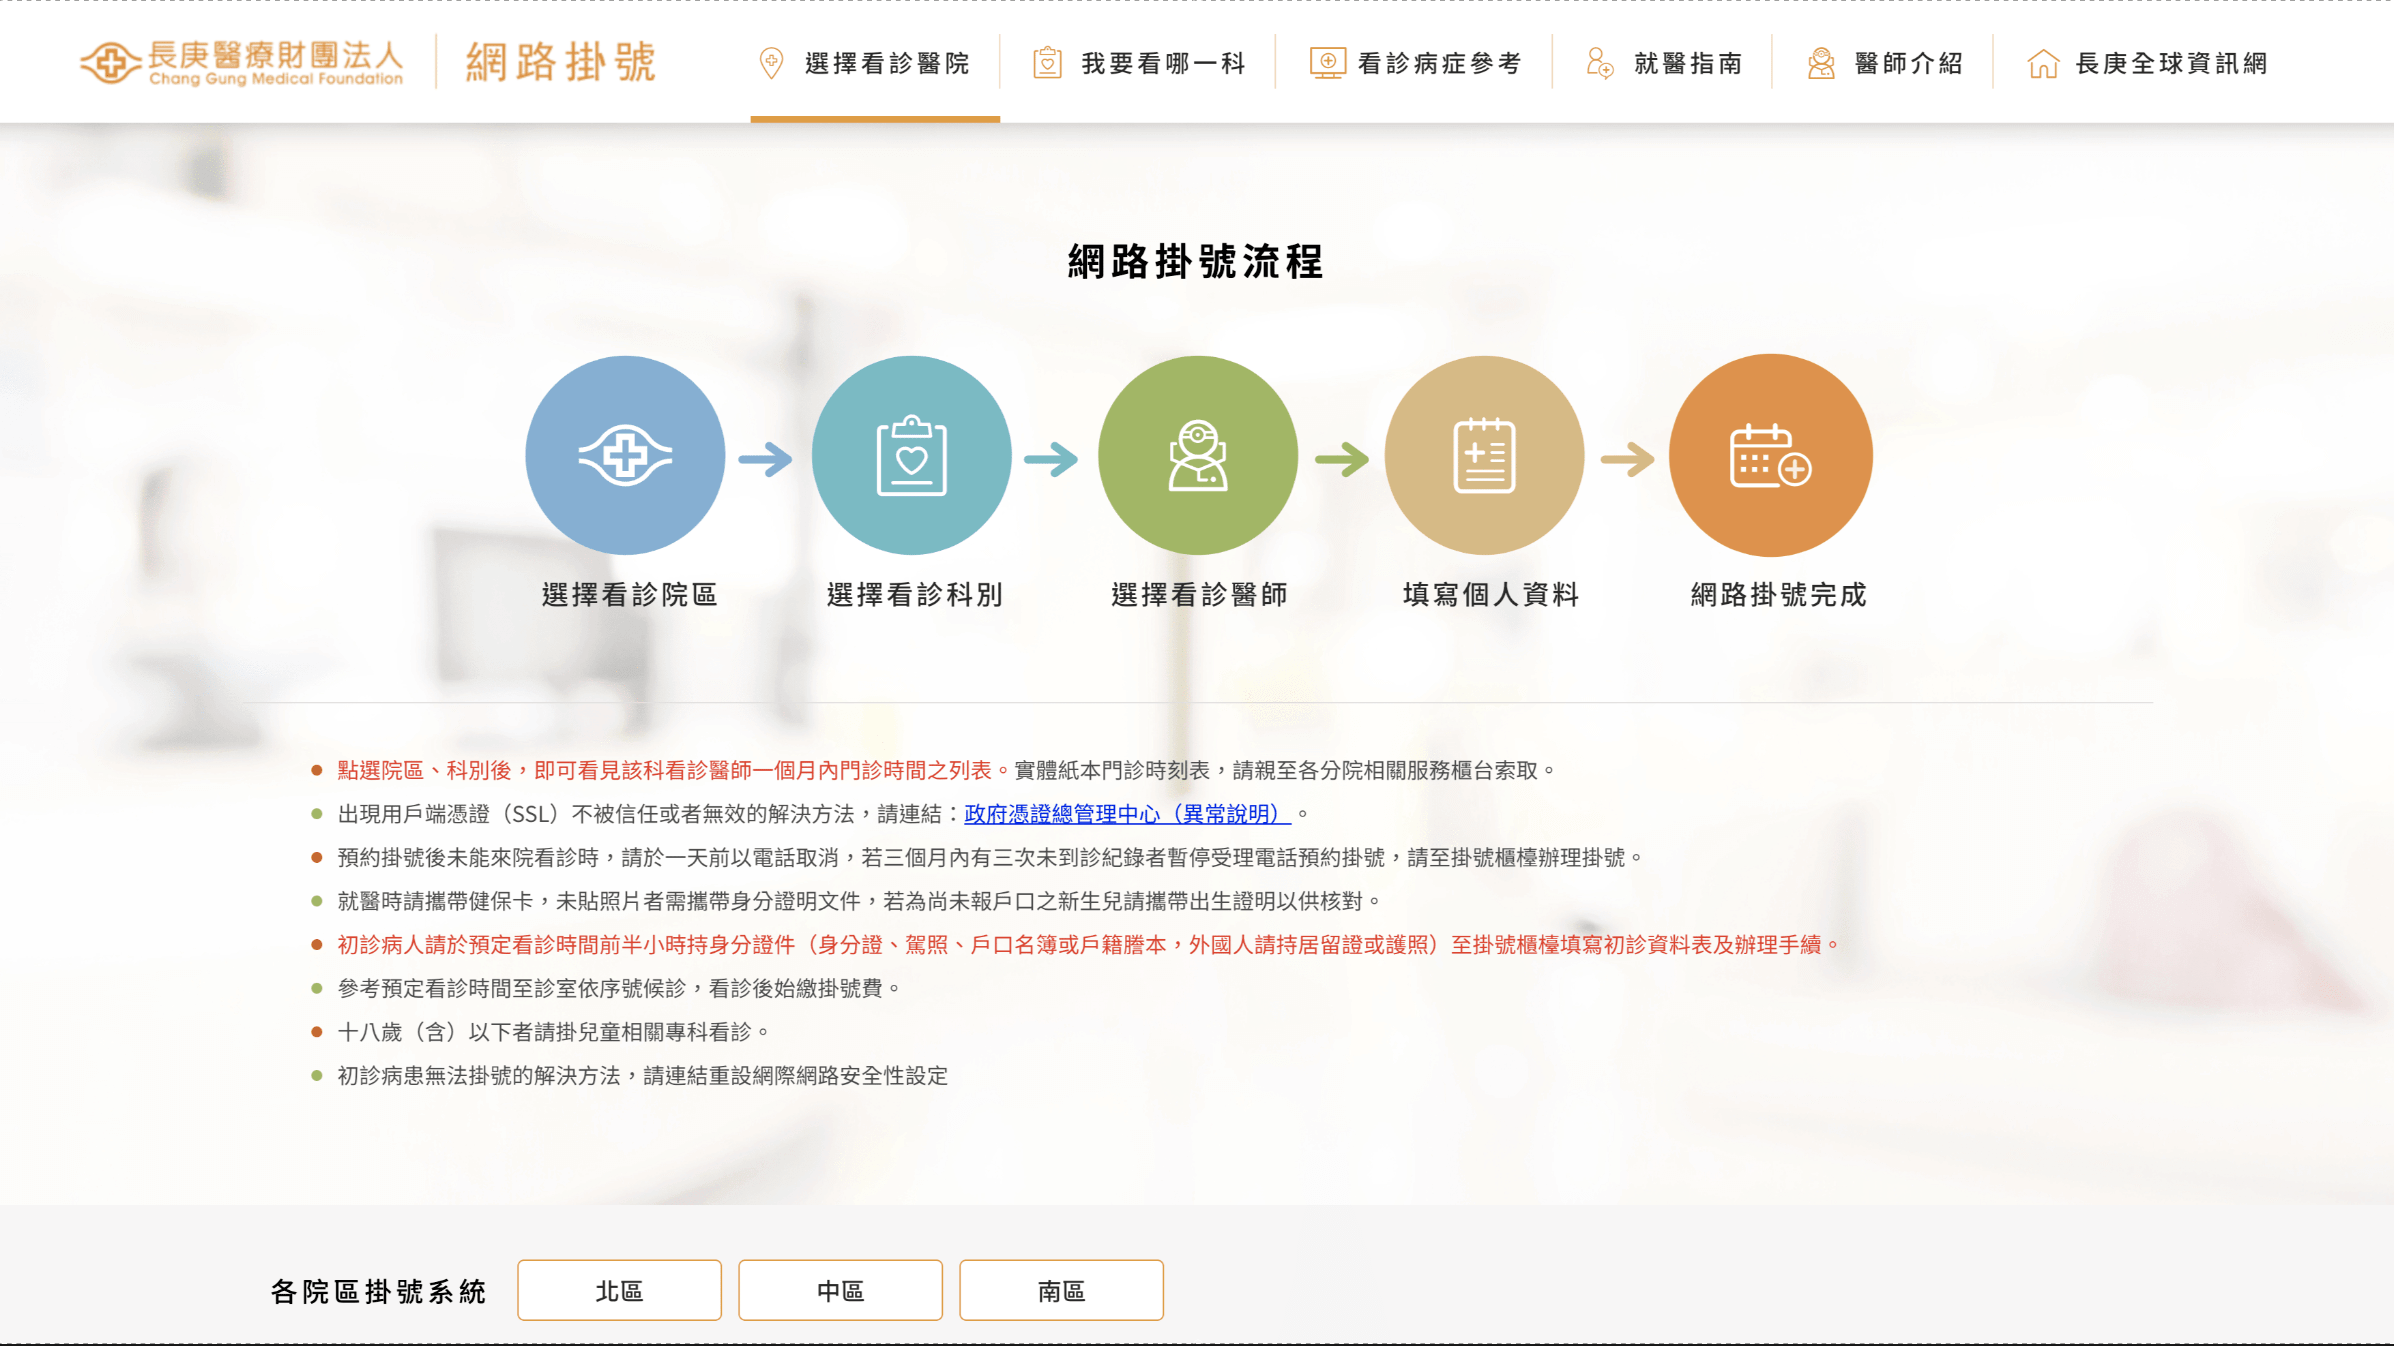 長庚醫療財團法人
Chang Gung Medical Foundation
網路掛號
選擇看診醫院
我要看哪一科
看診病症參考
就醫指南
醫師介紹
長庚全球資訊網
網路掛號流程
選擇看診院區
選擇看診科別
選擇看診醫師
填寫個人資料
網路掛號完成
點選院區、科別後，即可看見該科看診醫師一個月內門診時間之列表。實體紙本門診時刻表，請親至各分院相關服務櫃台索取。
出現用戶端憑證（SSL）不被信任或者無效的解決方法，請連結：政府憑證總管理中心（異常說明）。
預約掛號後未能來院看診時，請於一天前以電話取消，若三個月內有三次未到診紀錄者暫停受理電話預約掛號，請至掛號櫃檯辦理掛號。
就醫時請攜帶健保卡，未貼照片者需攜帶身分證明文件，若為尚未報戶口之新生兒請攜帶出生證明以供核對。
初診病人請於預定看診時間前半小時持身分證件（身分證、駕照、戶口名簿或戶籍謄本，外國人請持居留證或護照）至掛號櫃檯填寫初診資料表及辦理手續。
參考預定看診時間至診室依序號候診，看診後始繳掛號費。
十八歲（含）以下者請掛兒童相關專科看診。
初診病患無法掛號的解決方法，請連結重設網際網路安全性設定
各院區掛號系統
北區
中區
南區